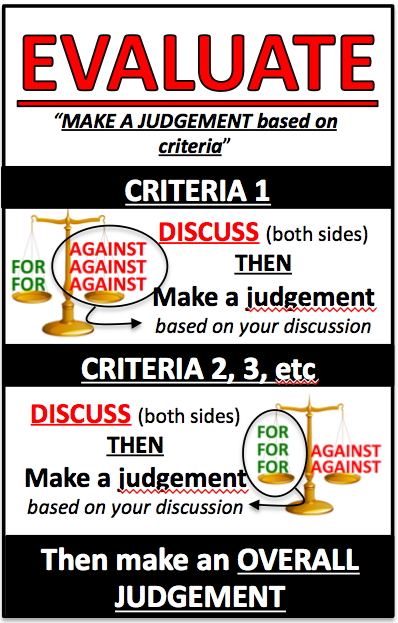 EVALUATE
“MAKE A JUDGEMENT based on
criteria”
CRITERIA 1
FOR
FOR
AGAINST
AGAINST
AGAINST
DISCUSS (both sides)
THEN
Make a judgement
based on your discussion
CRITERIA 2, 3, etc
DISCUSS (both sides)
THEN
Make a judgement
based on your discussion
FOR
FOR
FOR
AGAINST
AGAINST
Then make an OVERALL
JUDGEMENT